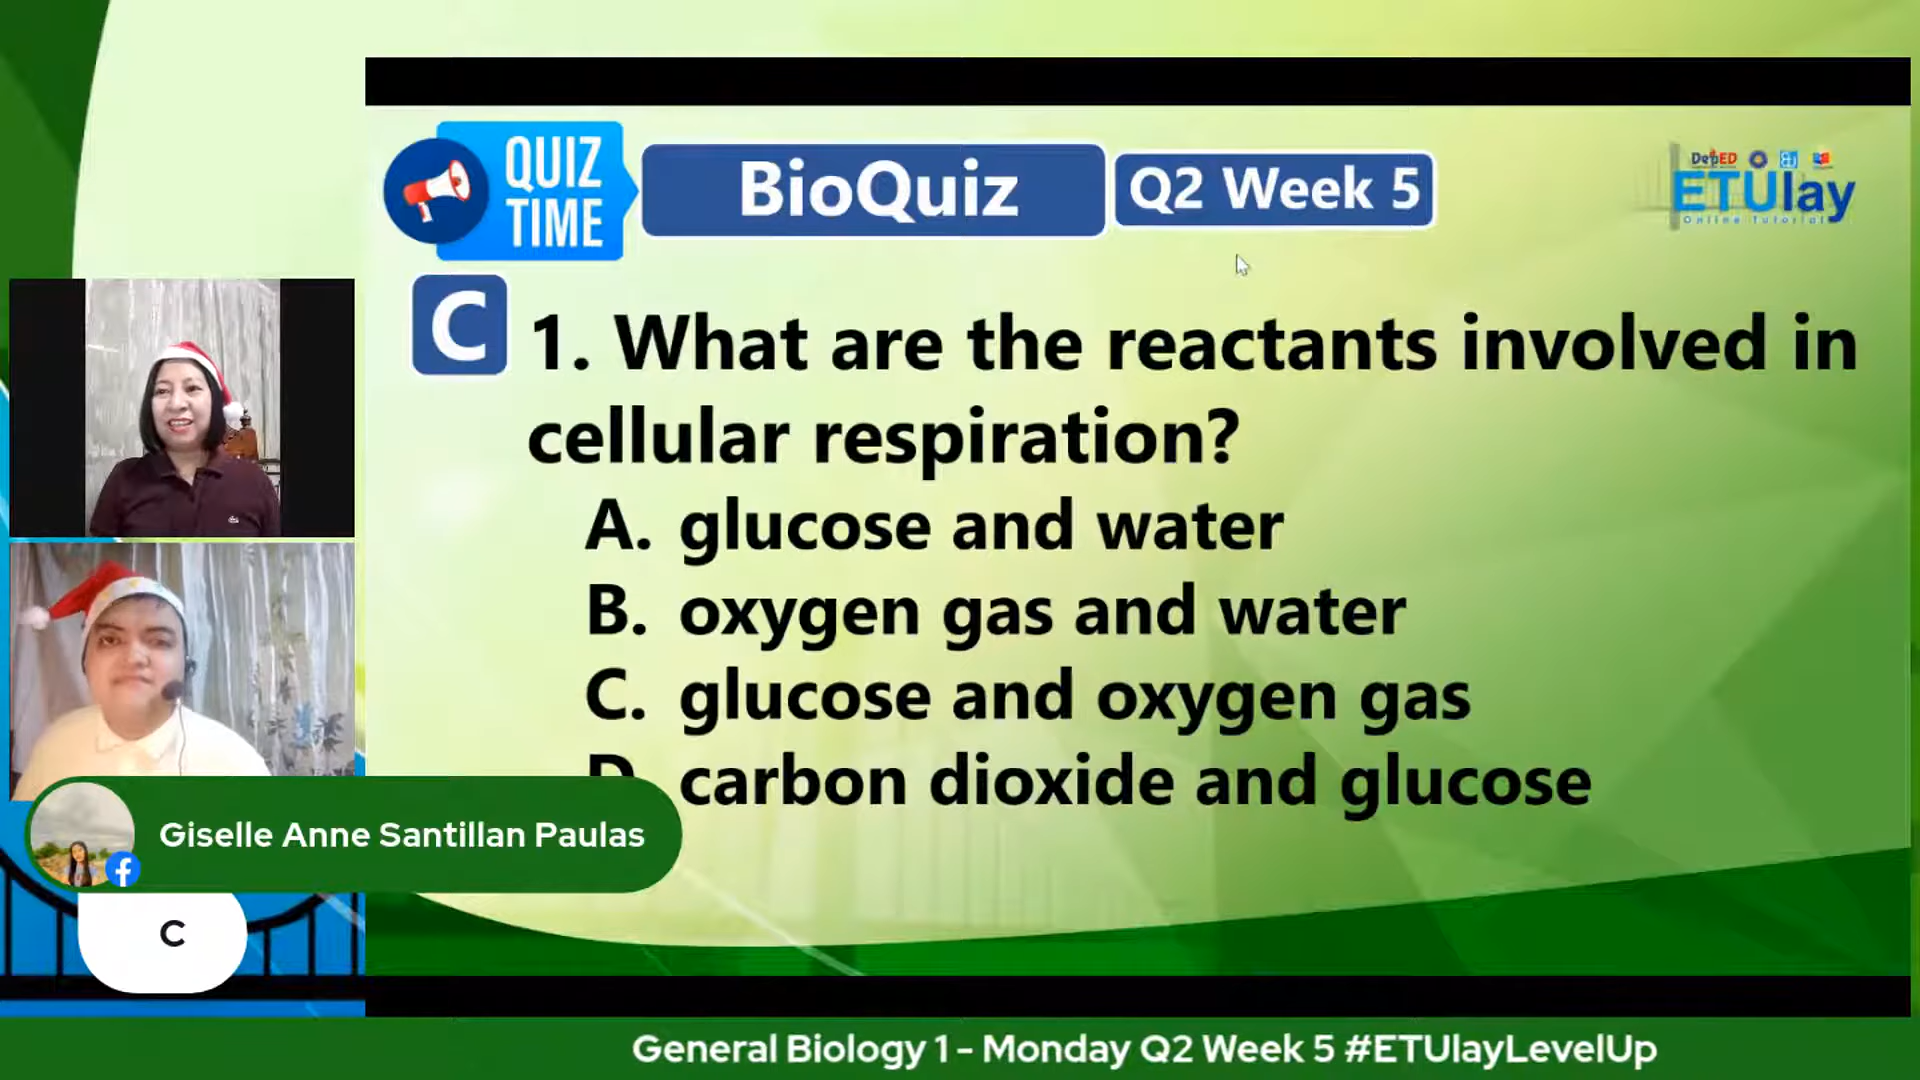 QUIZ
TIME
BioQuiz
Q2 Week 5
DepED
ETUlay
Online Tutorial
C
1. What are the reactants involved in
cellular respiration?
A. glucose and water
B. oxygen gas and water
C. glucose and oxygen gas
D. carbon dioxide and glucose
Giselle Anne Santillan Paulas
C
General Biology 1 - Monday Q2 Week 5 #ETUlayLevelUp